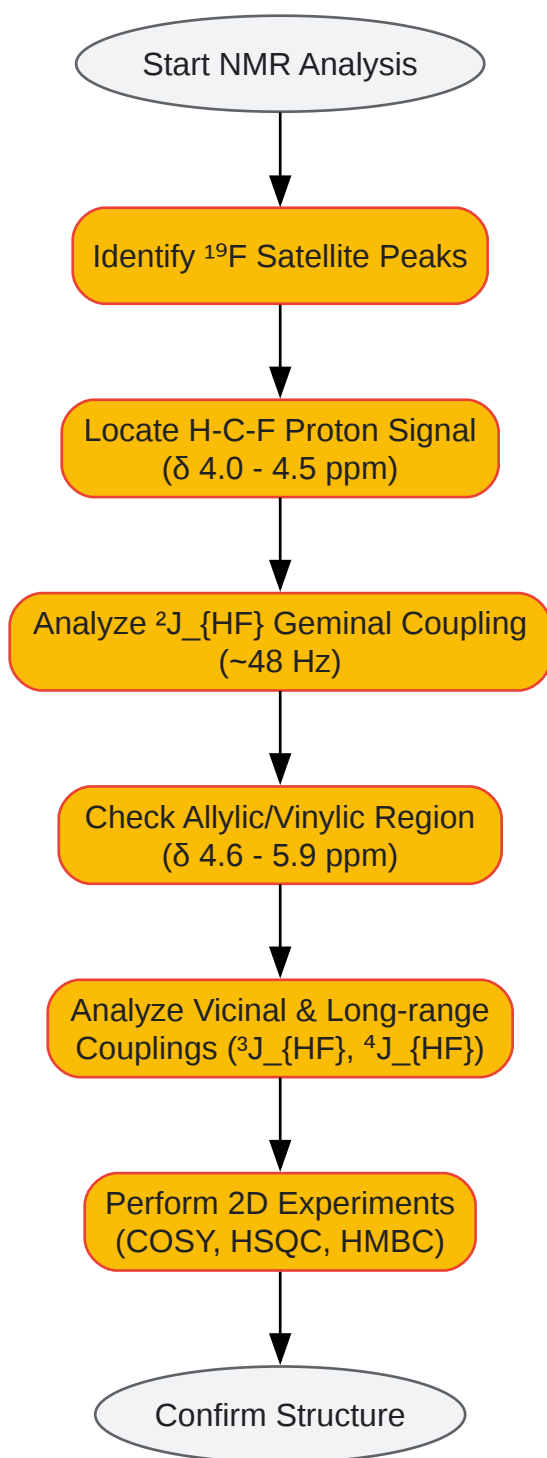 Start NMR Analysis
Identify ¹⁹F Satellite Peaks
Locate H-C-F Proton Signal
(δ 4.0 - 4.5 ppm)
Analyze ²J_{HF} Geminal Coupling
(~48 Hz)
Check Allylic/Vinylic Region
(δ 4.6 - 5.9 ppm)
Analyze Vicinal & Long-range
Couplings (³J_{HF}, ⁴J_{HF})
Perform 2D Experiments
(COSY, HSQC, HMBC)
Confirm Structure